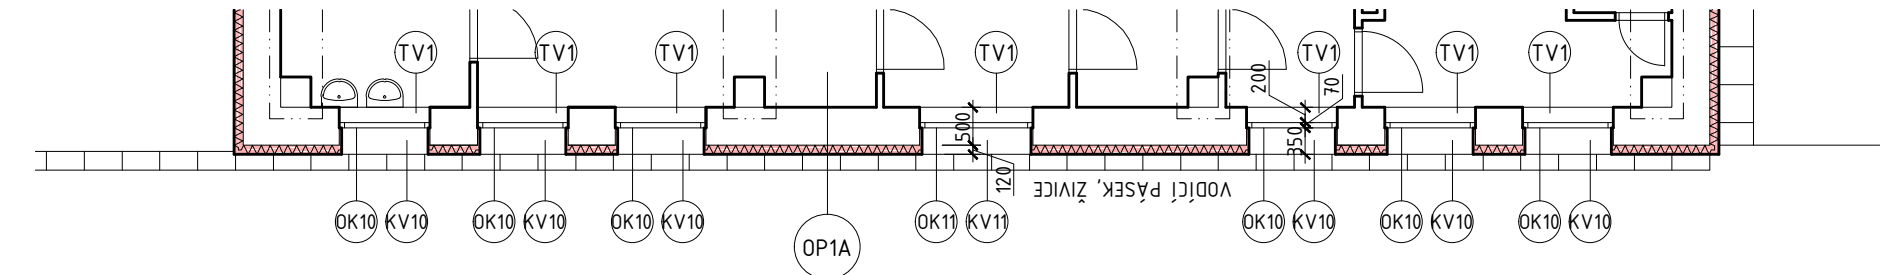 TV1 TV1 TV1 TV1 TV1 TV1 TV1
200
70
500
350
120
VODÍCÍ PÁSEK, ŽIVICE
OK10 KV10 OK10 KV10 OK10 KV10 OK11 KV11 OK10 KV10 OK10 KV10 OK10 KV10
OP1A